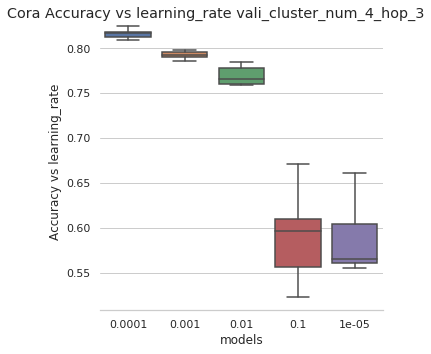 Cora Accuracy vs learning_rate vali_cluster_num_4_hop_3
0.80
0.75
0.70
0.65
0.60
0.55
Accuracy vs learning_rate
0.0001 0.001 0.01 0.1 1e-05
models